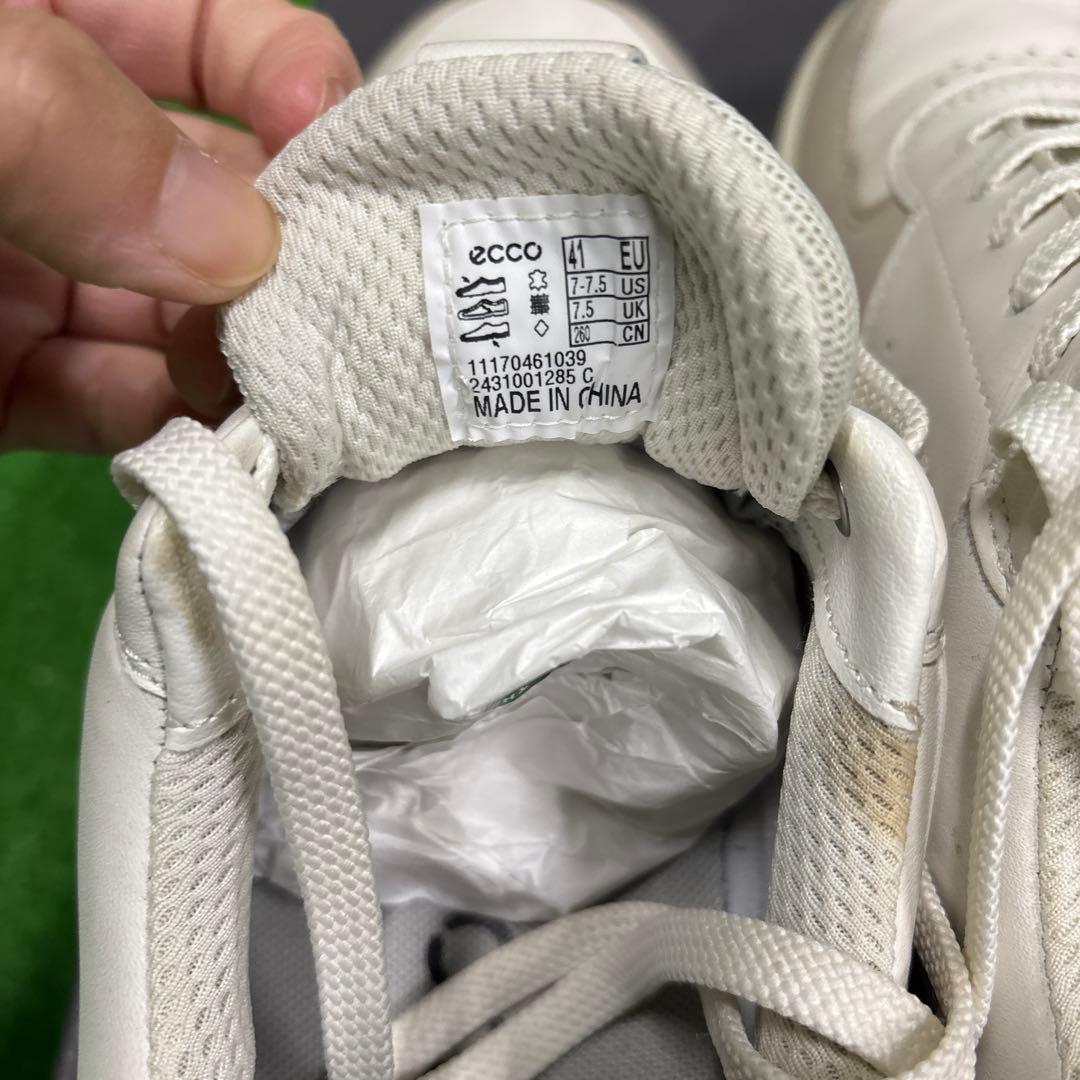 ecco
41 EU
7-7.5 US
7.5 UK
260 CN
11170461039
2431001285 C
MADE IN CHINA